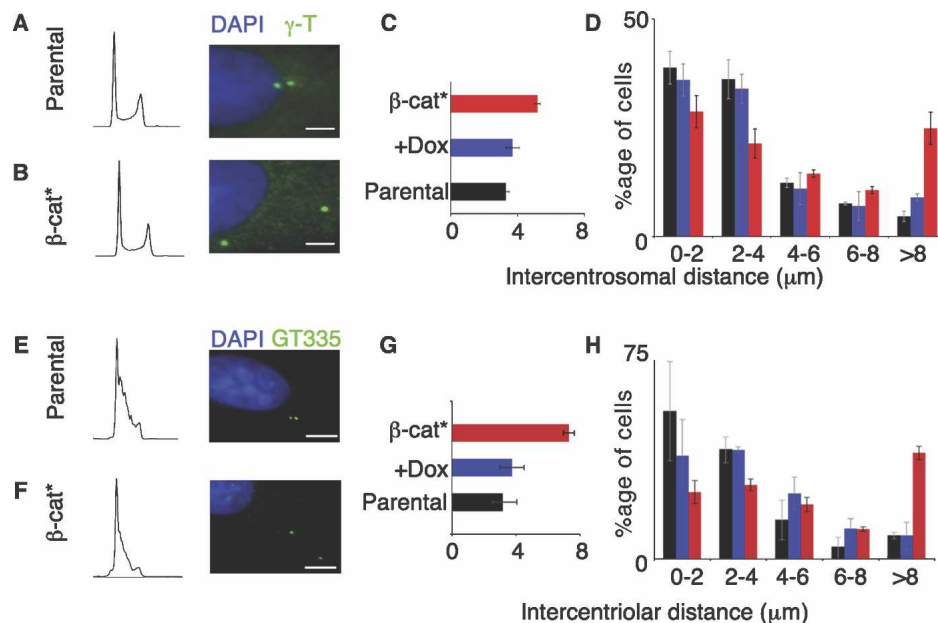 A
Parental
DAPI γ-T
B
β-cat*
C
β-cat*
+Dox
Parental
0 4 8
D
%age of cells
50
0
0-2 2-4 4-6 6-8 >8
Intercentrosomal distance (μm)
E
Parental
DAPI GT335
F
β-cat*
G
β-cat*
+Dox
Parental
0 4 8
H
%age of cells
75
0
0-2 2-4 4-6 6-8 >8
Intercentriolar distance (μm)